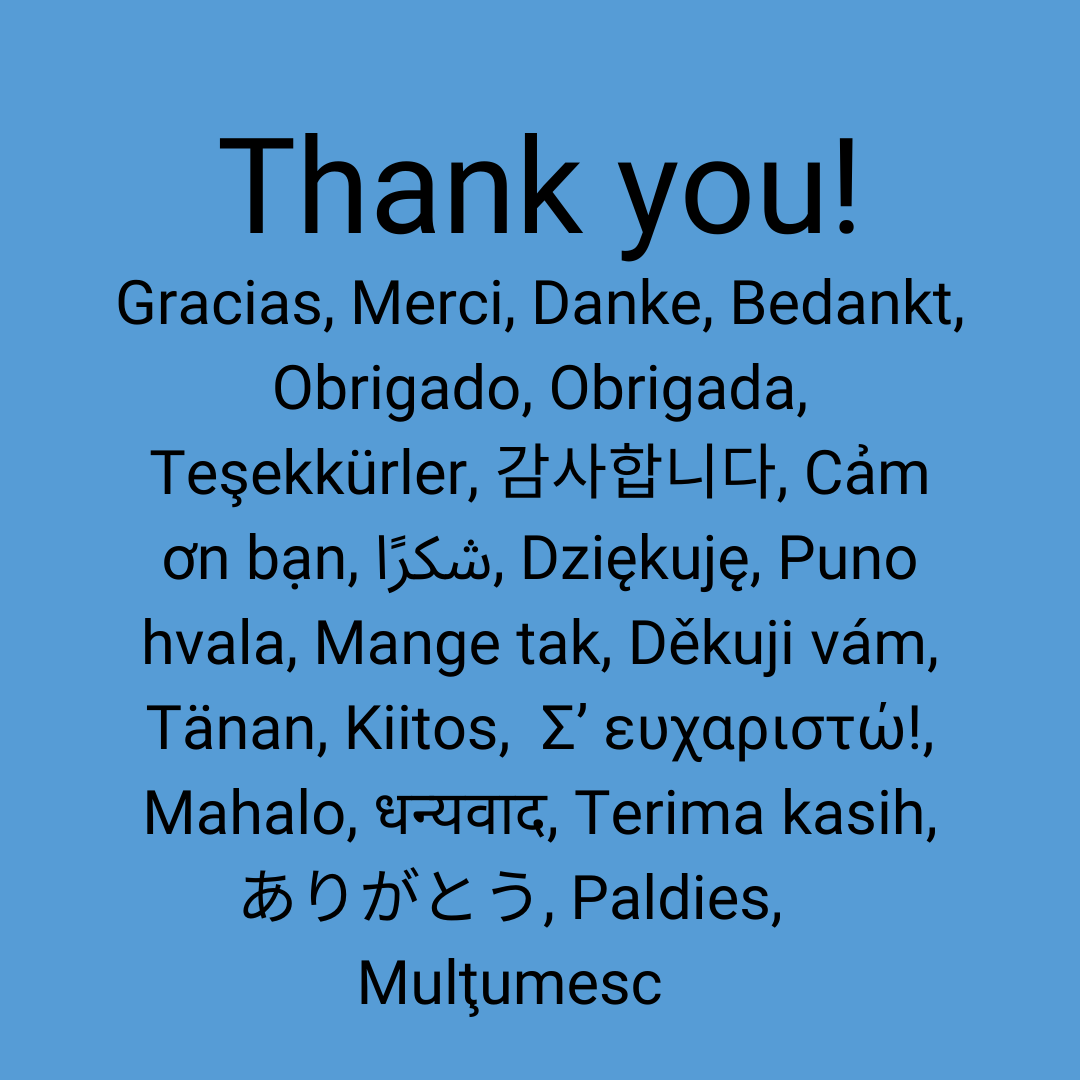 Thank you!
Gracias, Merci, Danke, Bedankt,
Obrigado, Obrigada,
Teşekkürler, 감사합니다, Cảm
ơn bạn, شكرًا, Dziękuję, Puno
hvala, Mange tak, Děkuji vám,
Tänan, Kiitos,  Σ’ ευχαριστώ!,
Mahalo, धन्यवाद, Terima kasih,
ありがとう, Paldies,
Mulţumesc